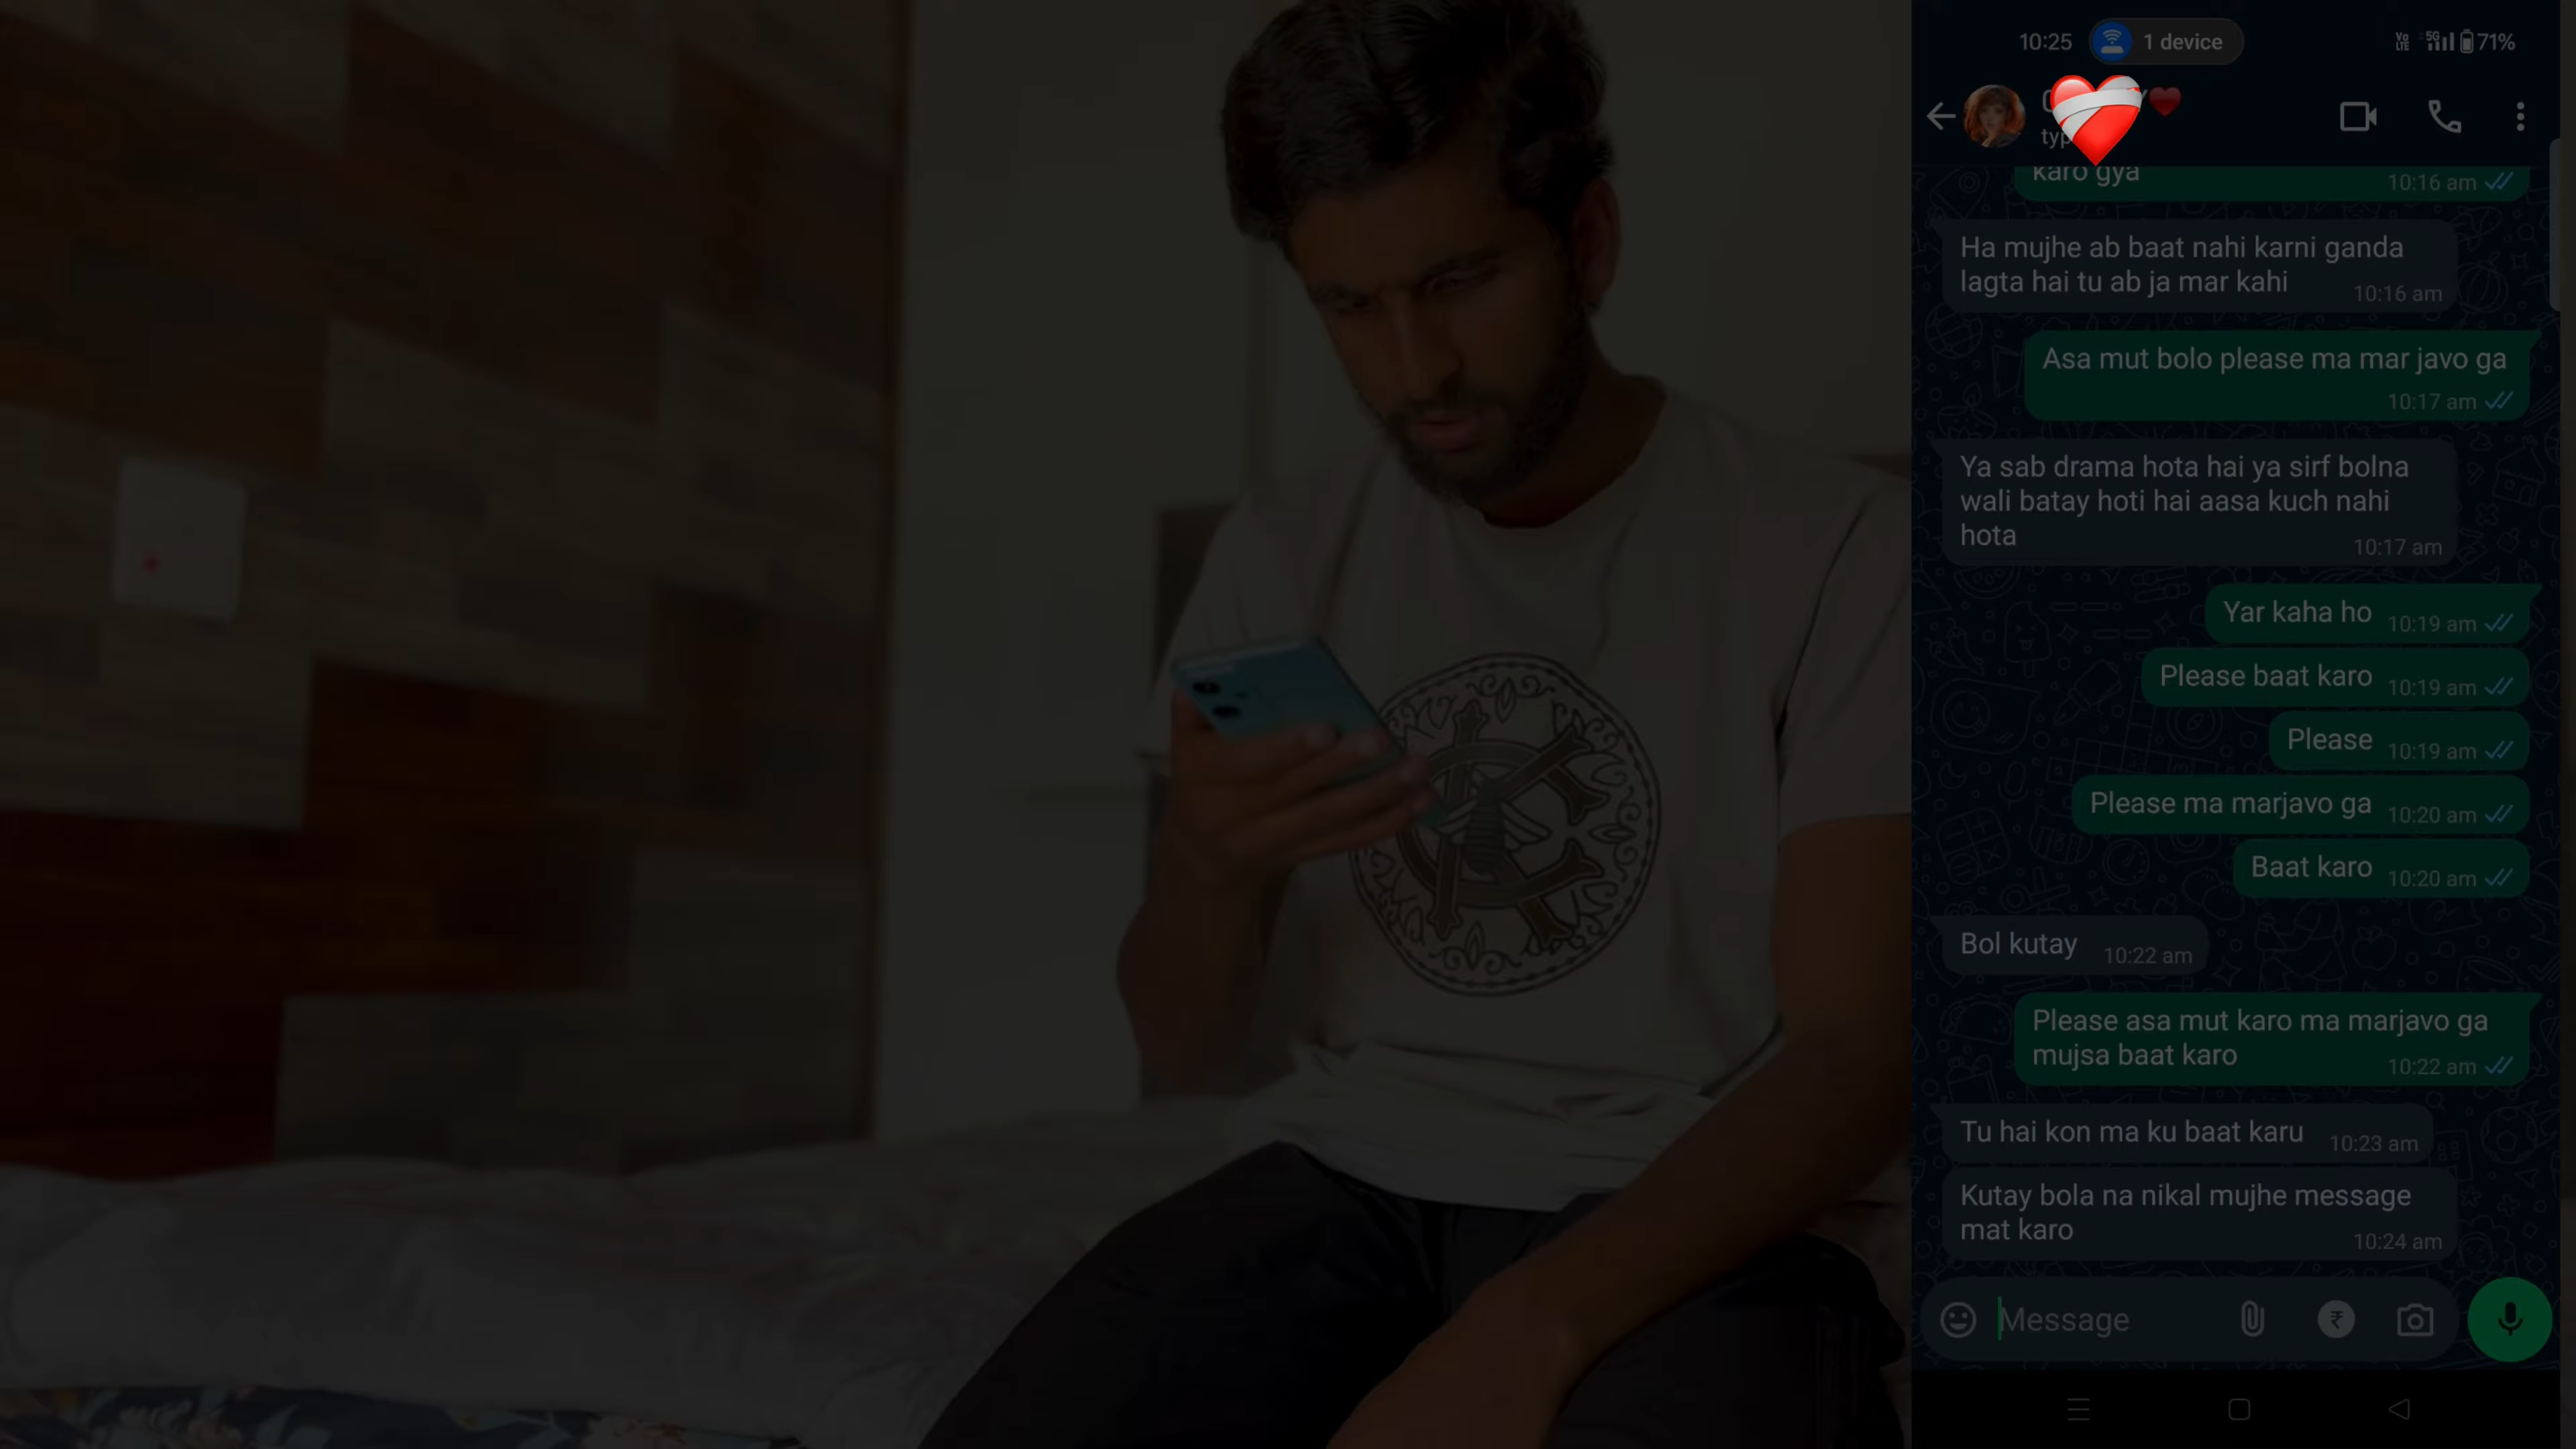 10:25
1 device
71%
karo gya
10:16 am
Ha mujhe ab baat nahi karni ganda
lagta hai tu ab ja mar kahi
10:16 am
Asa mut bolo please ma mar javo ga
10:17 am
Ya sab drama hota hai ya sirf bolna
wali batay hoti hai aasa kuch nahi
hota
10:17 am
Yar kaha ho 10:19 am
Please baat karo 10:19 am
Please 10:19 am
Please ma marjavo ga 10:20 am
Baat karo 10:20 am
Bol kutay 10:22 am
Please asa mut karo ma marjavo ga
mujsa baat karo 10:22 am
Tu hai kon ma ku baat karu 10:23 am
Kutay bola na nikal mujhe message
mat karo 10:24 am
Message